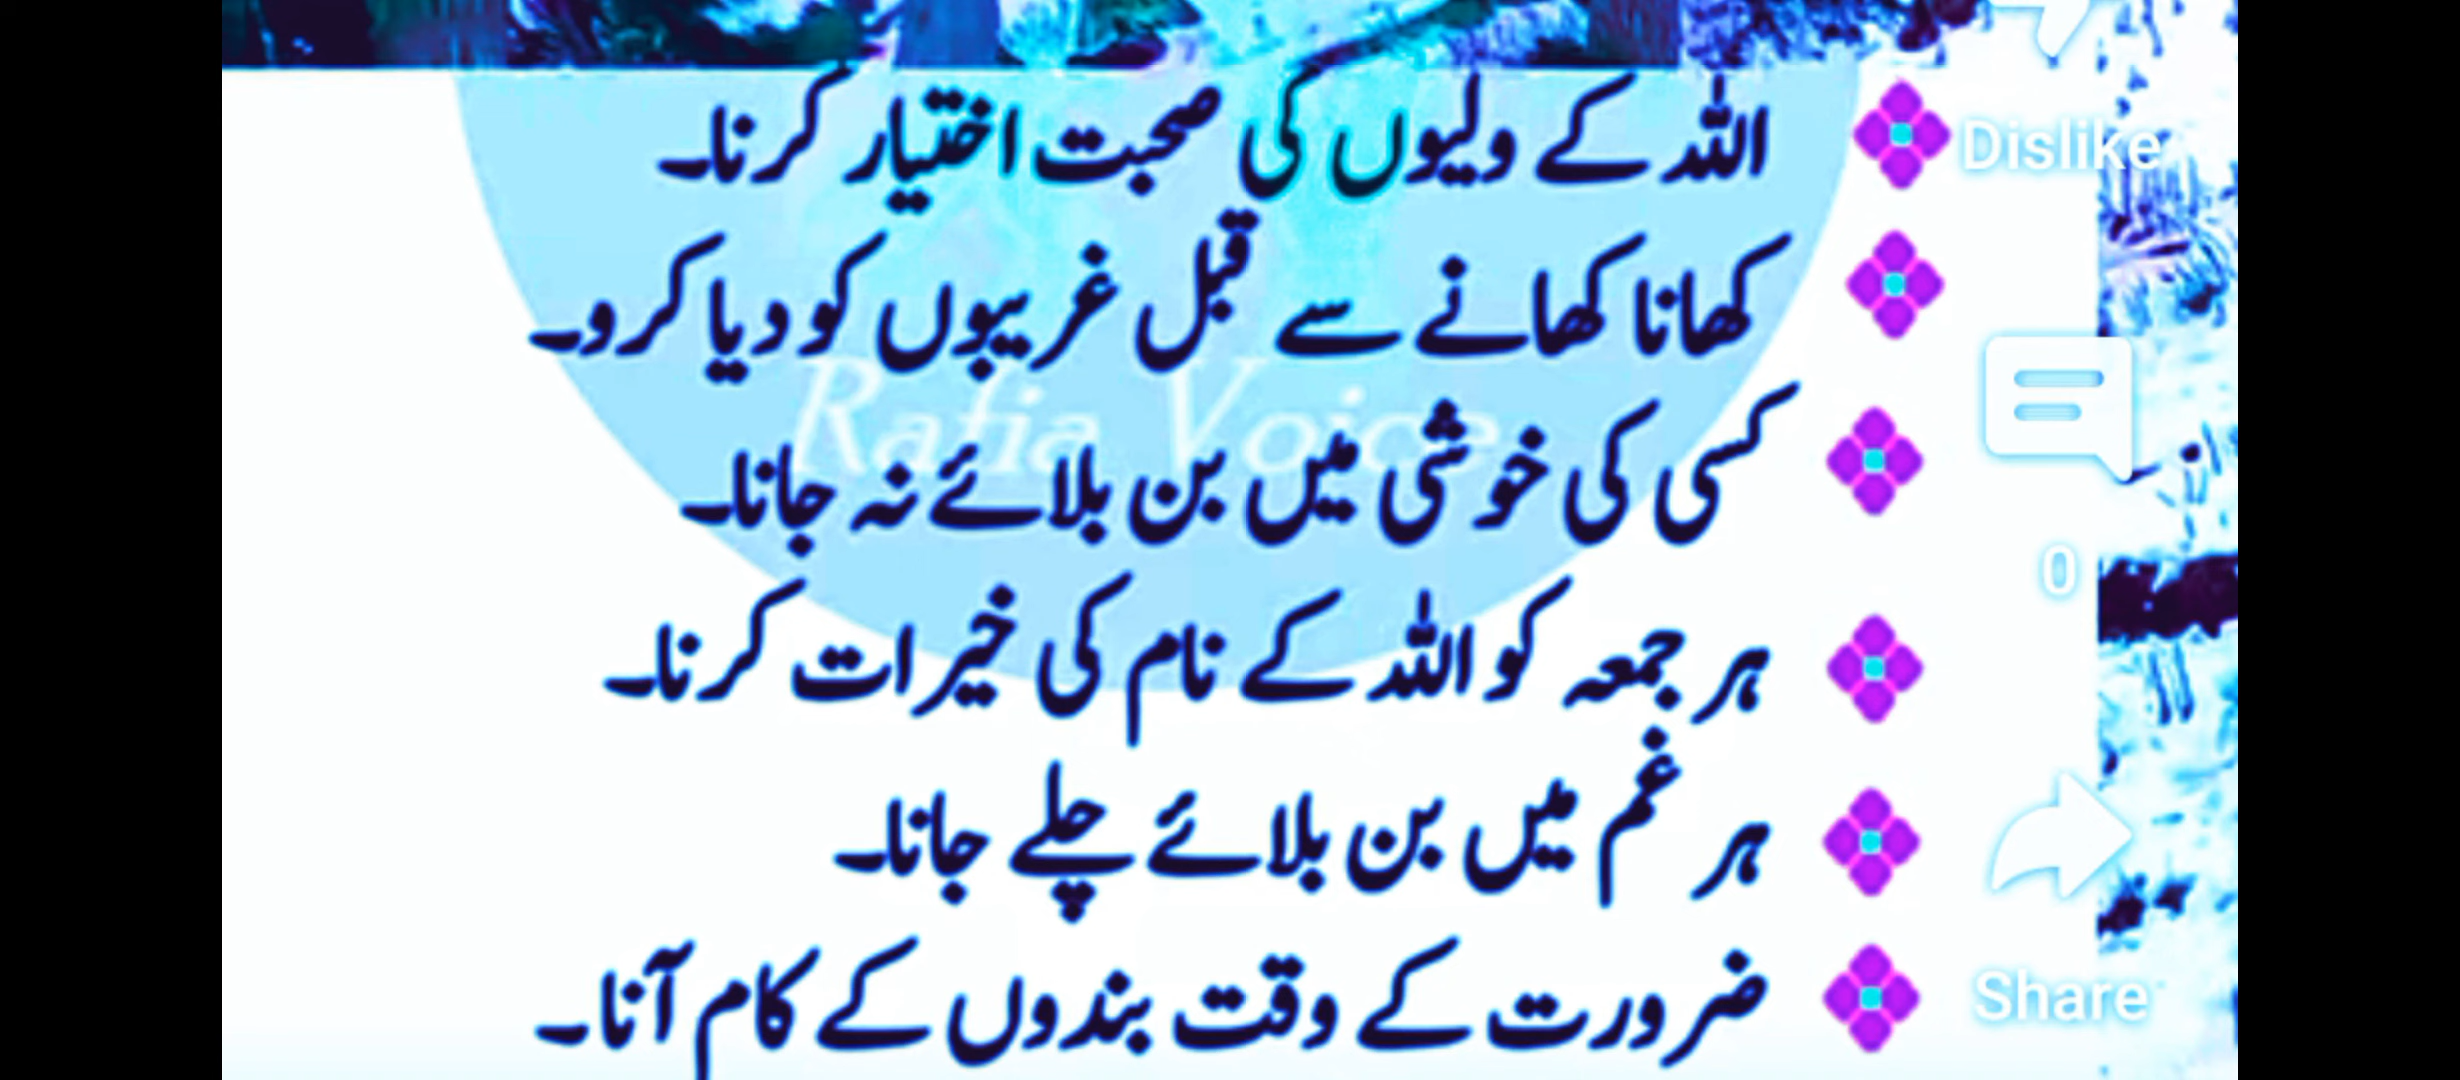 اللہ کے ولیوں کی صحبت اختیار کرنا۔
Dislike
کھانا کھانے سے قبل غریبوں کو دیا کرو۔
Rafia Voice
کسی کی خوشی میں بن بلائے نہ جانا۔
0
ہر جمعہ کو اللہ کے نام کی خیرات کرنا۔
ہر غم میں بن بلائے چلے جانا۔
ضرورت کے وقت بندوں کے کام آنا۔
Share